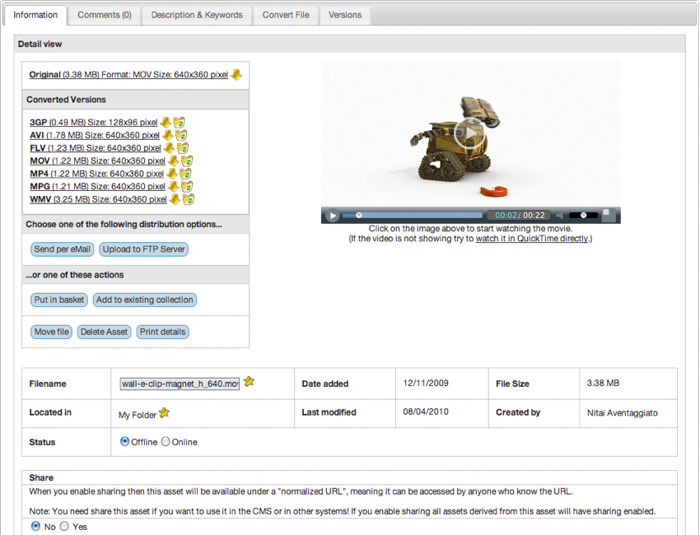 Information Comments (0) Description & Keywords Convert File Versions
Detail view
Original (3.38 MB) Format: MOV Size: 640x360 pixel
Converted Versions
3GP (0.49 MB) Size: 128x96 pixel
AVI (1.78 MB) Size: 640x360 pixel
FLV (1.23 MB) Size: 640x360 pixel
MOV (1.22 MB) Size: 640x360 pixel
MP4 (1.22 MB) Size: 640x360 pixel
MPG (1.21 MB) Size: 640x360 pixel
WMV (3.25 MB) Size: 640x360 pixel
Choose one of the following distribution options...
Send per eMail Upload to FTP Server
...or one of these actions
Put in basket Add to existing collection
Move file Delete Asset Print details
00:02 / 00:22
Click on the image above to start watching the movie.
(If the video is not showing try to watch it in QuickTime directly.)
Filename wall-e-clip-magnet_h_640.mov Date added 12/11/2009 File Size 3.38 MB
Located in My Folder Last modified 08/04/2010 Created by Nitai Aventaggiato
Status Offline Online
Share
When you enable sharing then this asset will be available under a "normalized URL", meaning it can be accessed by anyone who know the URL.
Note: You need share this asset if you want to use it in the CMS or in other systems! If you enable sharing all assets derived from this asset will have sharing enabled.
No Yes